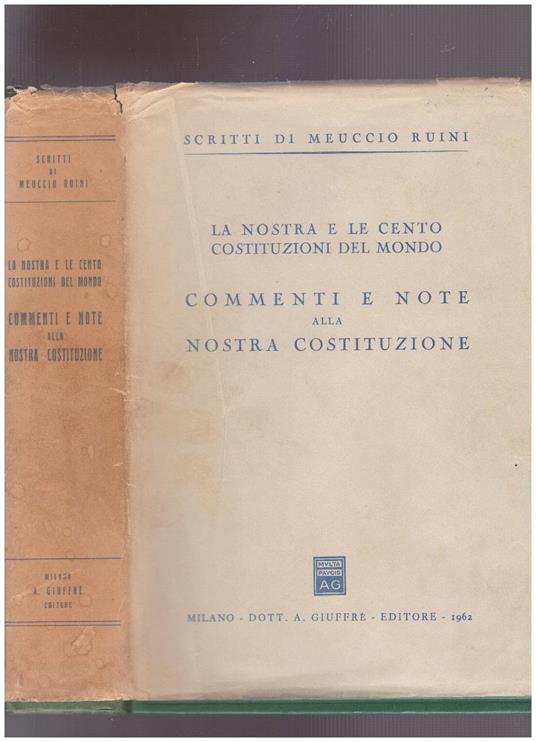 SCRITTI
DI
MEUCCIO RUINI
LA NOSTRA E LE CENTO
COSTITUZIONI DEL MONDO
COMMENTI E NOTE
ALLA
NOSTRA COSTITUZIONE
MILANO
A. GIUFFRÈ
EDITORE
SCRITTI DI MEUCCIO RUINI
LA NOSTRA E LE CENTO
COSTITUZIONI DEL MONDO
COMMENTI E NOTE
ALLA
NOSTRA COSTITUZIONE
MVLTA
PAVCIS
AG
MILANO - DOTT. A. GIUFFRÈ - EDITORE - 1962